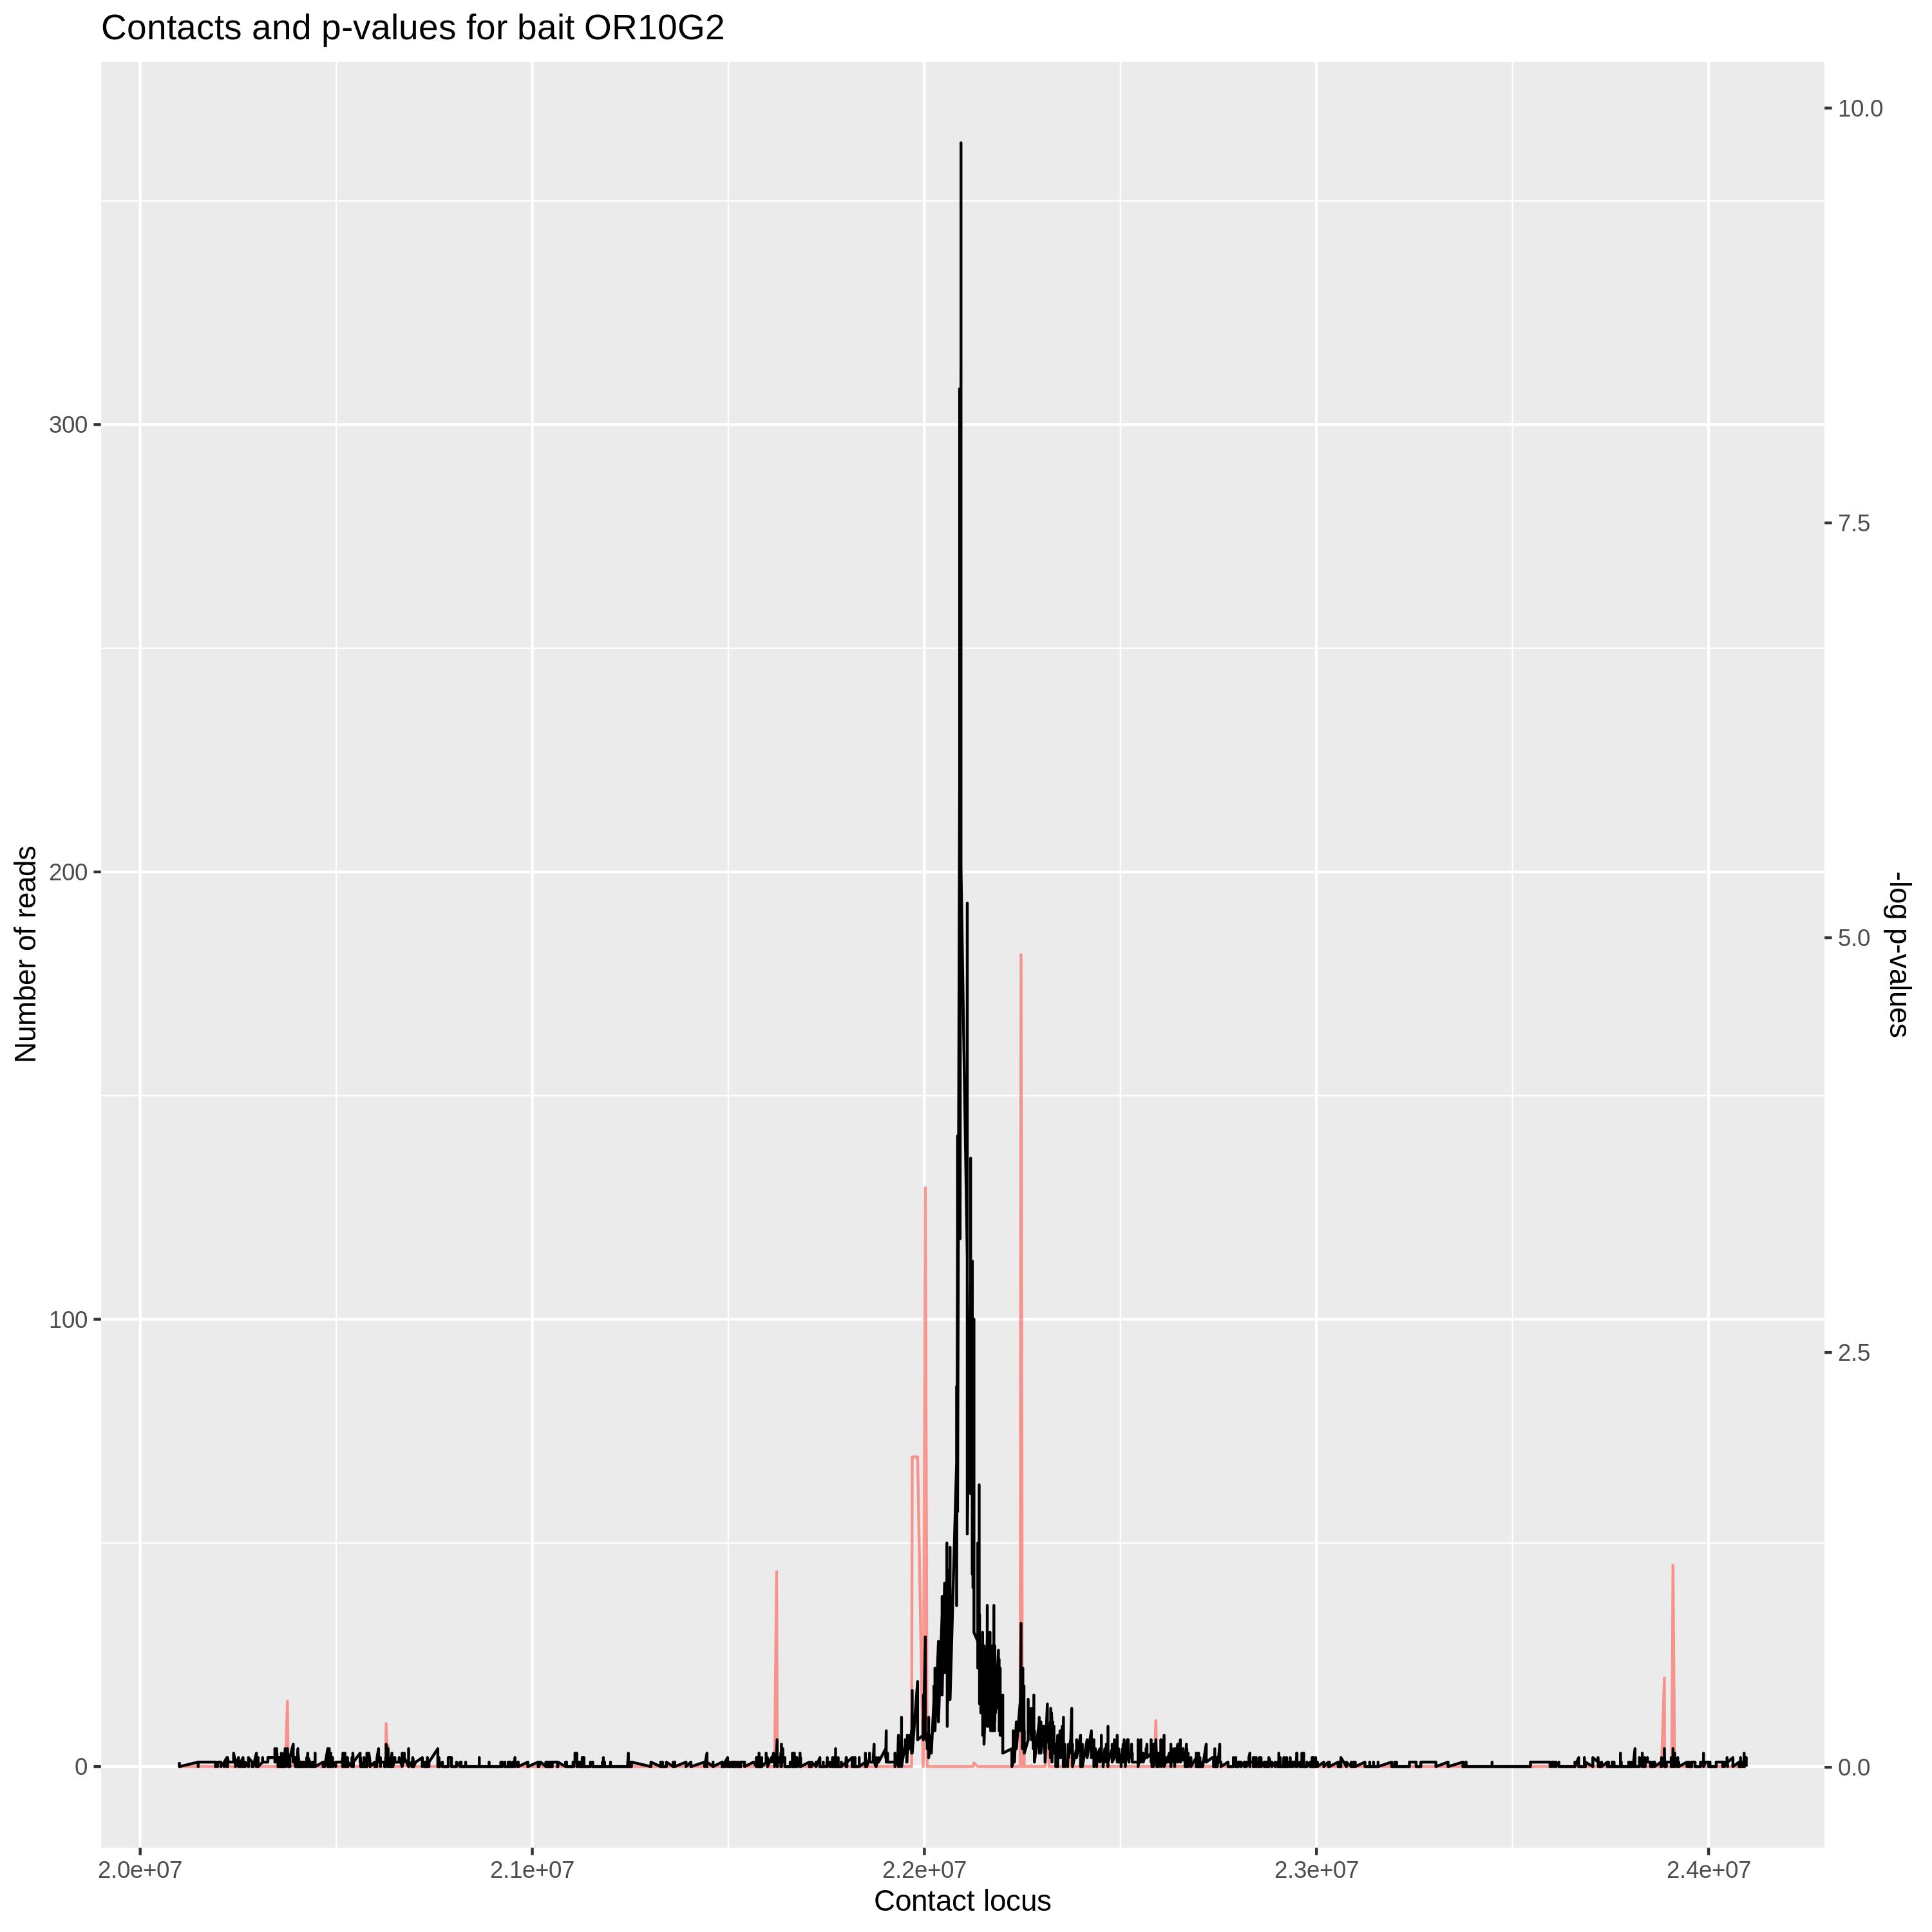 Contacts and p-values for bait OR10G2
Number of reads
300
200
100
0
10.0
7.5
5.0
2.5
0.0
-log p-values
2.0e+07
2.1e+07
2.2e+07
2.3e+07
2.4e+07
Contact locus